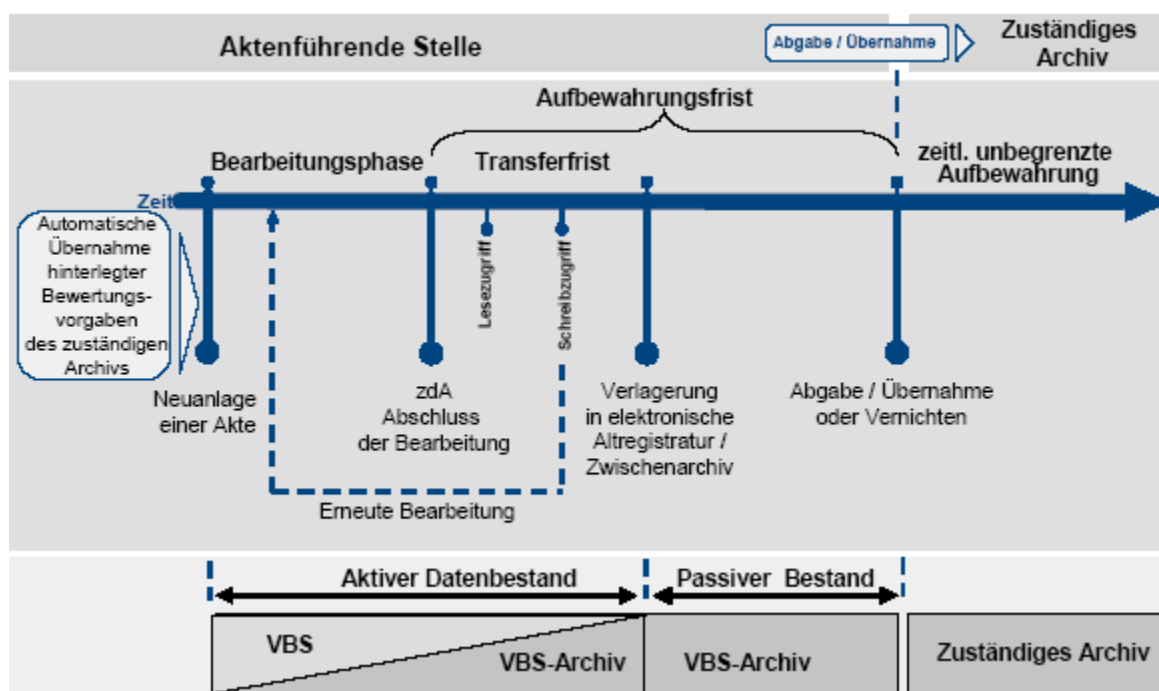 Aktenführende Stelle
Abgabe / Übernahme
Zuständiges
Archiv
Aufbewahrungsfrist
Bearbeitungsphase
Transferfrist
zeitl. unbegrenzte
Aufbewahrung
Zeit
Automatische
Übernahme
hinterlegter
Bewertungs-
vorgaben
des zuständigen
Archivs
Lesezugriff
Schreibzugriff
Neuanlage
einer Akte
zdA
Abschluss
der Bearbeitung
Verlagerung
in elektronische
Altregistratur /
Zwischenarchiv
Abgabe / Übernahme
oder Vernichten
Erneute Bearbeitung
Aktiver Datenbestand
Passiver Bestand
VBS
VBS-Archiv
VBS-Archiv
Zuständiges Archiv